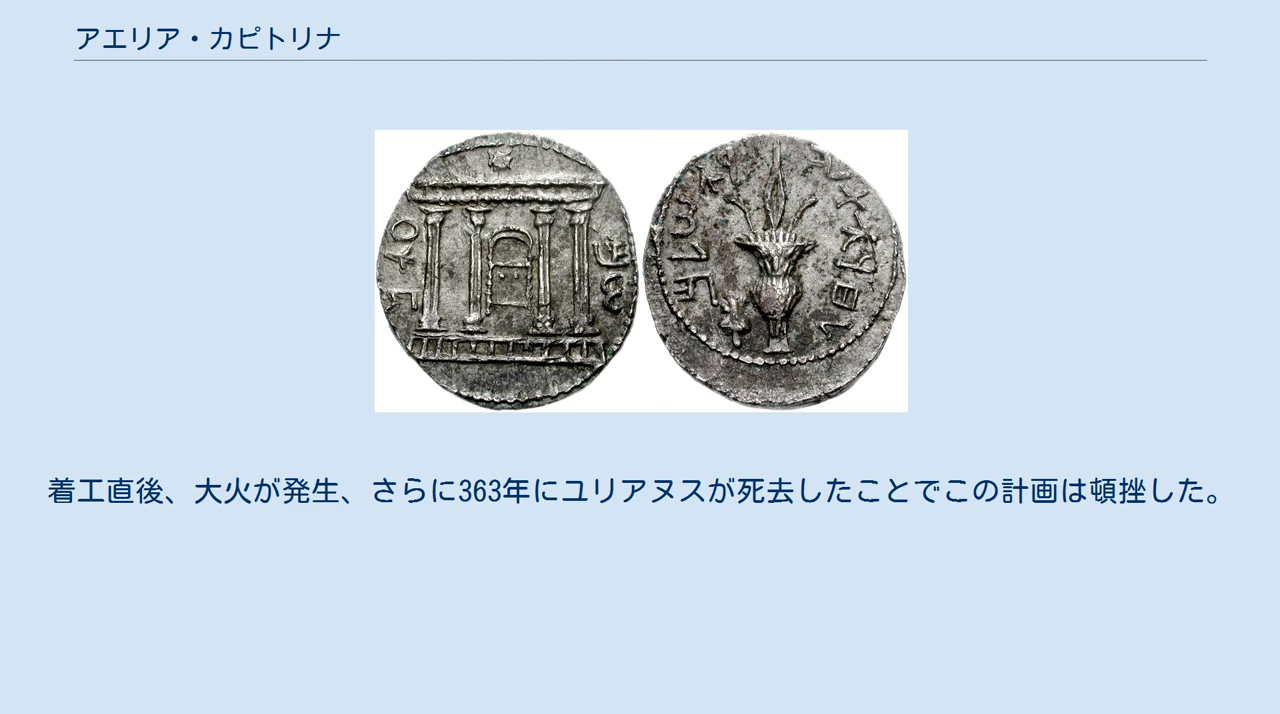 アエリア・カピトリナ
着工直後、大火が発生、さらに363年にユリアヌスが死去したことでこの計画は頓挫した。